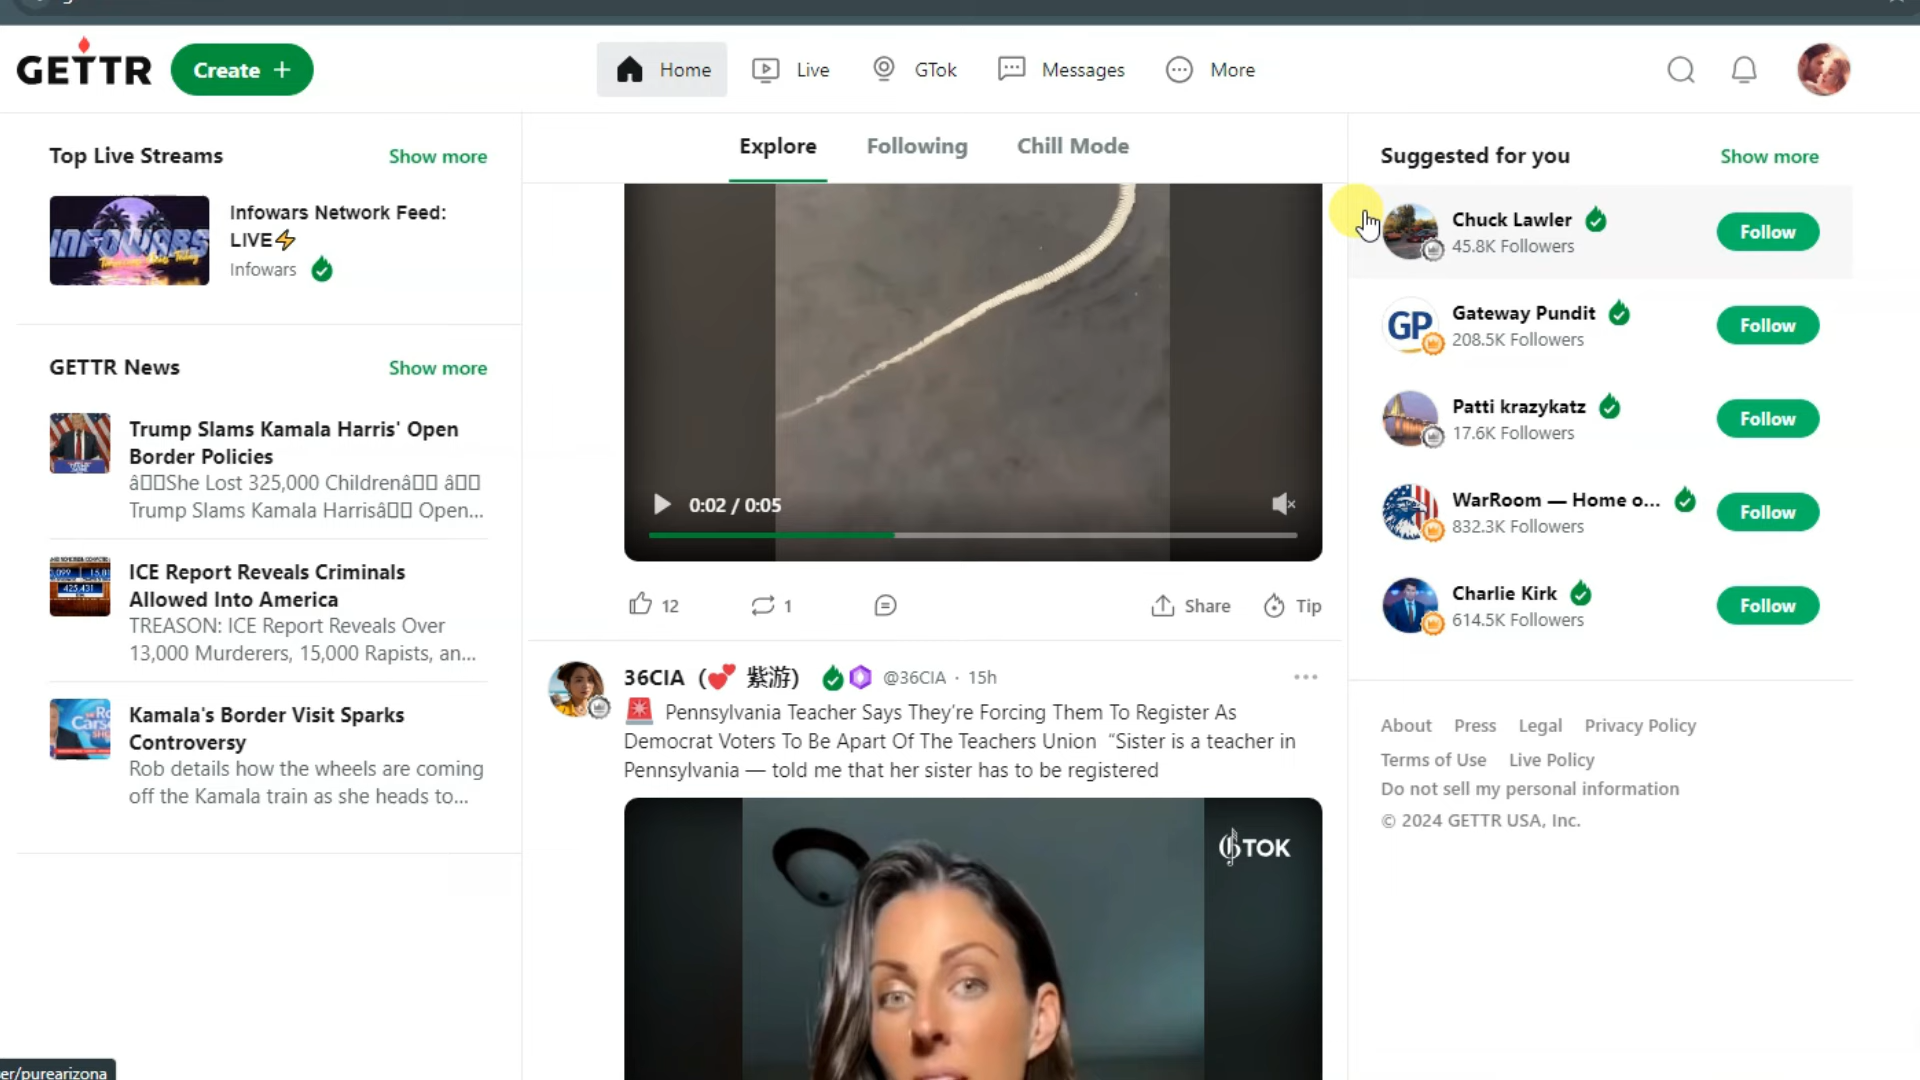 GETTR
Create +
Home
Live
GTok
Messages
More
Top Live Streams
Show more
INFOWARS
Infowars Network Feed:
LIVE⚡
Infowars
GETTR News
Show more
Trump Slams Kamala Harris' Open
Border Policies
â▯▯She Lost 325,000 Childrenâ▯▯ â▯▯
Trump Slams Kamala Harrisâ▯▯ Open...
425,431
ICE Report Reveals Criminals
Allowed Into America
TREASON: ICE Report Reveals Over
13,000 Murderers, 15,000 Rapists, an...
Kamala's Border Visit Sparks
Controversy
Rob details how the wheels are coming
off the Kamala train as she heads to...
Explore
Following
Chill Mode
0:02 / 0:05
12
1
Share
Tip
36CIA (💕 紫游) @36CIA · 15h
🚨 Pennsylvania Teacher Says They’re Forcing Them To Register As
Democrat Voters To Be Apart Of The Teachers Union “Sister is a teacher in
Pennsylvania — told me that her sister has to be registered
GTOK
Suggested for you
Show more
Chuck Lawler
45.8K Followers
Follow
GP
Gateway Pundit
208.5K Followers
Follow
Patti krazykatz
17.6K Followers
Follow
WarRoom — Home o...
832.3K Followers
Follow
Charlie Kirk
614.5K Followers
Follow
About Press Legal Privacy Policy
Terms of Use Live Policy
Do not sell my personal information
© 2024 GETTR USA, Inc.
er/purearizona